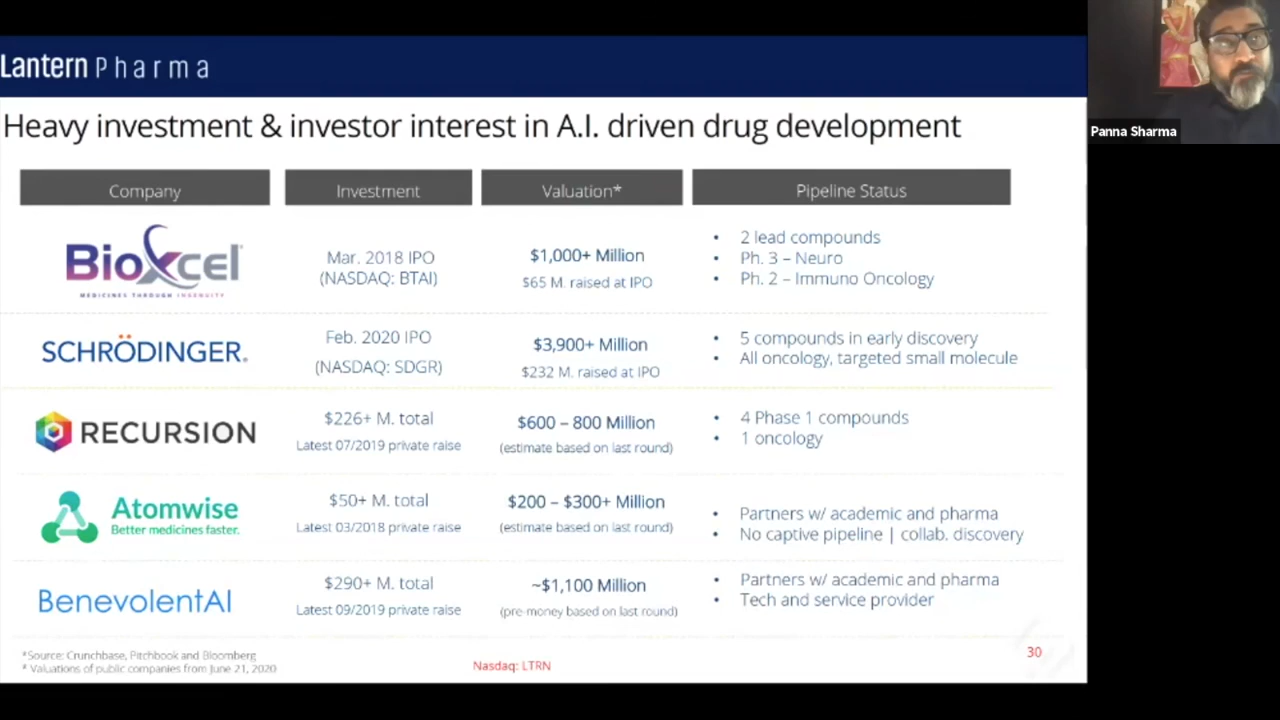 Lantern Pharma
Panna Sharma
Heavy investment & investor interest in A.I. driven drug development
Company Investment Valuation* Pipeline Status
BioXcel
MEDICINES THROUGH INGENUITY
Mar. 2018 IPO
(NASDAQ: BTAI)
$1,000+ Million
$65 M. raised at IPO
• 2 lead compounds
• Ph. 3 – Neuro
• Ph. 2 – Immuno Oncology
SCHRÖDINGER.
Feb. 2020 IPO
(NASDAQ: SDGR)
$3,900+ Million
$232 M. raised at IPO
• 5 compounds in early discovery
• All oncology, targeted small molecule
RECURSION
$226+ M. total
Latest 07/2019 private raise
$600 – 800 Million
(estimate based on last round)
• 4 Phase 1 compounds
• 1 oncology
Atomwise
Better medicines faster.
$50+ M. total
Latest 03/2018 private raise
$200 – $300+ Million
(estimate based on last round)
• Partners w/ academic and pharma
• No captive pipeline | collab. discovery
BenevolentAI
$290+ M. total
Latest 09/2019 private raise
~$1,100 Million
(pre-money based on last round)
• Partners w/ academic and pharma
• Tech and service provider
*Source: Crunchbase, Pitchbook and Bloomberg
* Valuations of public companies from June 21, 2020
Nasdaq: LTRN
30